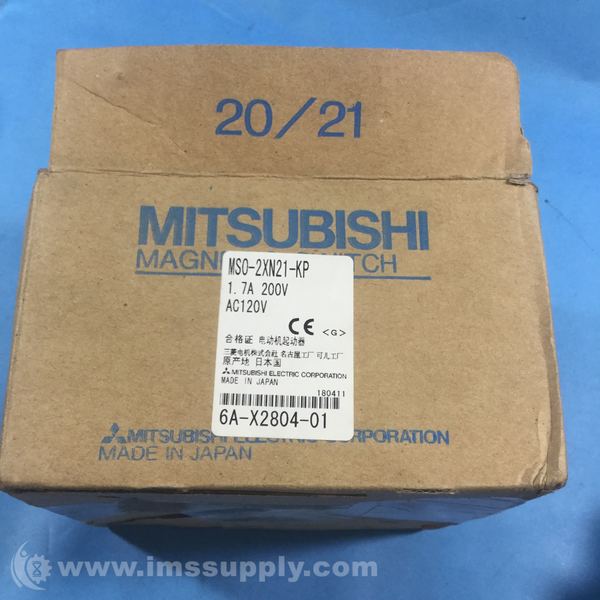 20/21
MITSUBISHI
MAGN TCH
MSO-2XN21-KP
1.7A 200V
AC120V
CE <G>
合格证 电动机起动器
三菱电机株式会社 名古屋工厂 可儿工厂
原产地 日本国
MITSUBISHI ELECTRIC CORPORATION
MADE IN JAPAN
180411
6A-X2804-01
MITSUBISHI ELECTRIC CORPORATION
MADE IN JAPAN
www.imssupply.com